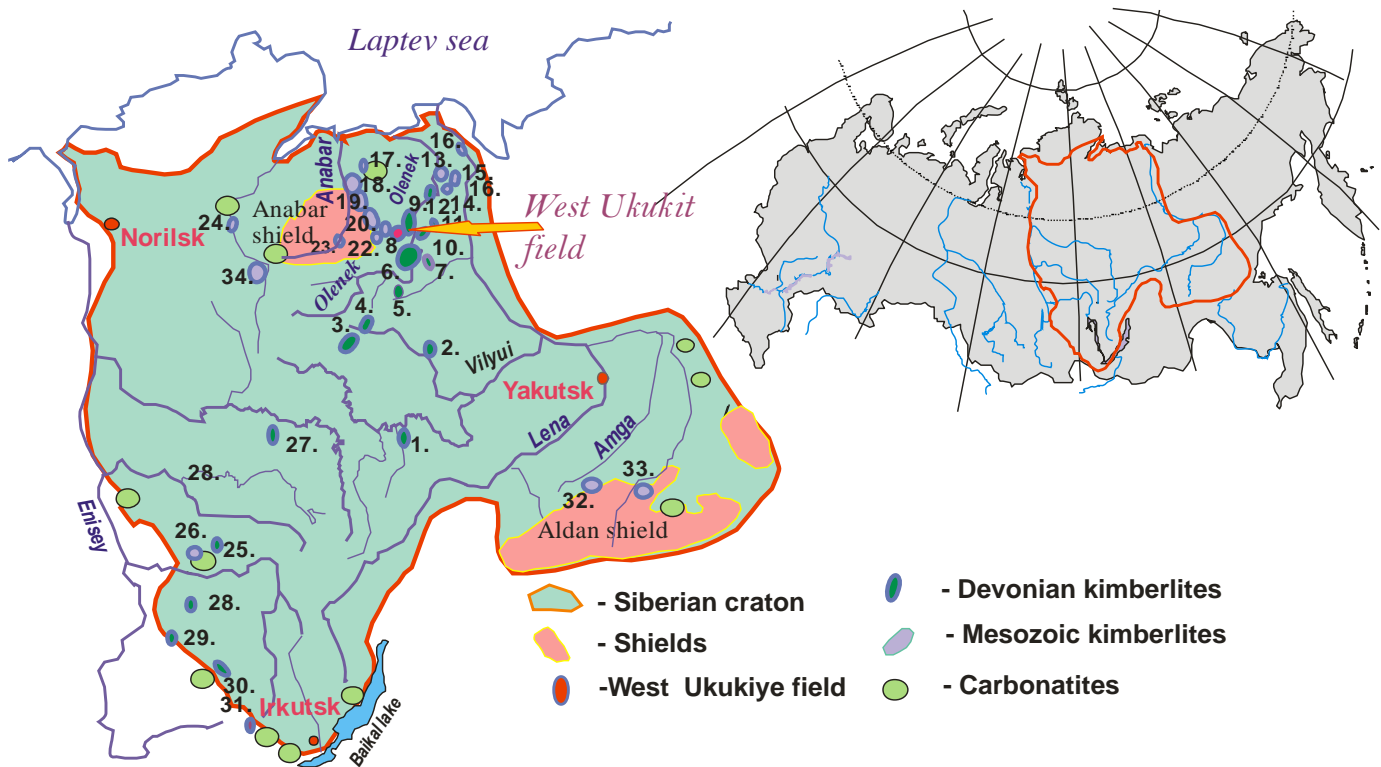 Laptev sea
16.
17.
13.
Anabar
Olenek
15.
18.
16.
19.
9.
12.
14.
West Ukukit
field
24.
Anabar
shield
20.
11.
8
Norilsk
23.
22.
10.
6.
7.
34.
Olenek
5.
4.
3.
2.
Vilyui
Yakutsk
Lena
Amga
27.
1.
28.
33.
32.
Enisey
Aldan shield
26.
25.
28.
29.
30.
31.
Irkutsk
Baikal lake
- Siberian craton
- Shields
-West Ukukiye field
- Devonian kimberlites
- Mesozoic kimberlites
- Carbonatites